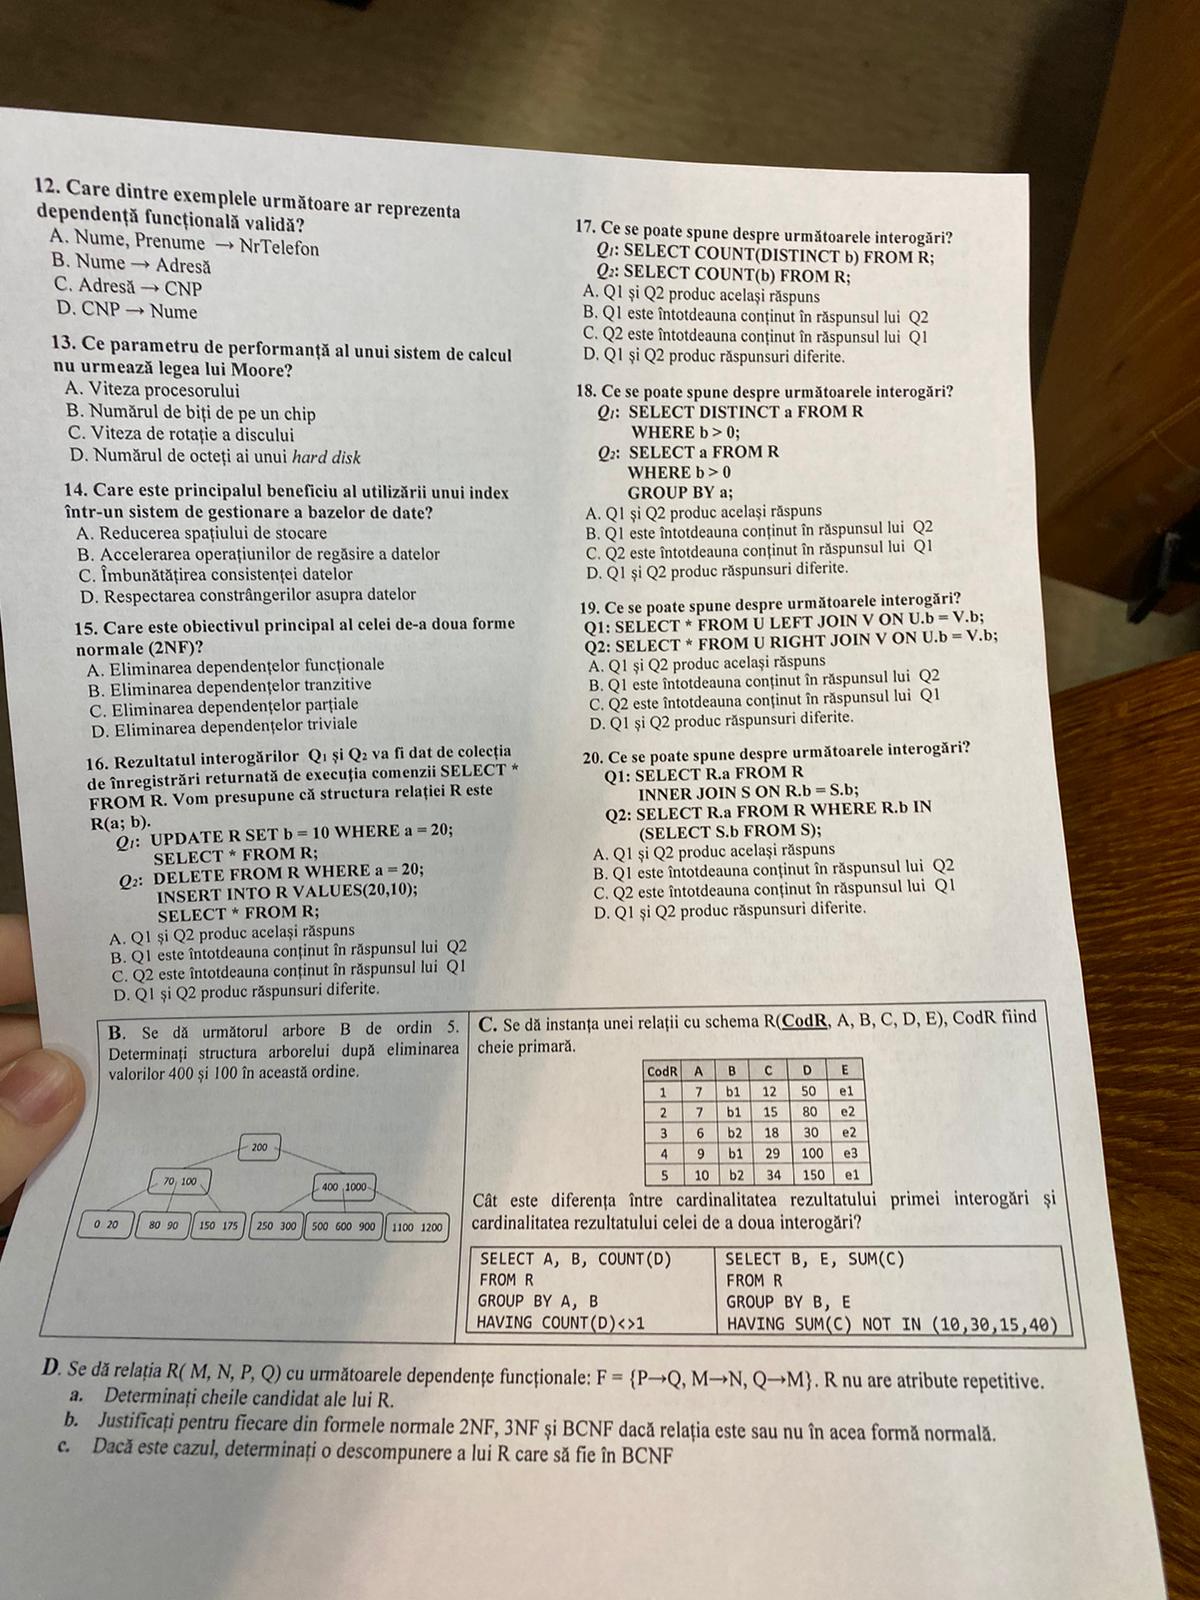 12. Care dintre exemplele următoare ar reprezenta
dependență funcțională validă?
A. Nume, Prenume → NrTelefon
B. Nume → Adresă
C. Adresă → CNP
D. CNP → Nume
13. Ce parametru de performanță al unui sistem de calcul
nu urmează legea lui Moore?
A. Viteza procesorului
B. Numărul de biți de pe un chip
C. Viteza de rotație a discului
D. Numărul de octeți ai unui hard disk
14. Care este principalul beneficiu al utilizării unui index
într-un sistem de gestionare a bazelor de date?
A. Reducerea spațiului de stocare
B. Accelerarea operațiunilor de regăsire a datelor
C. Îmbunătățirea consistenței datelor
D. Respectarea constrângerilor asupra datelor
15. Care este obiectivul principal al celei de-a doua forme
normale (2NF)?
A. Eliminarea dependențelor funcționale
B. Eliminarea dependențelor tranzitive
C. Eliminarea dependențelor parțiale
D. Eliminarea dependențelor triviale
16. Rezultatul interogărilor Q1 și Q2 va fi dat de colecția
de înregistrări returnată de execuția comenzii SELECT *
FROM R. Vom presupune că structura relației R este
R(a; b).
Q1: UPDATE R SET b = 10 WHERE a = 20;
SELECT * FROM R;
Q2: DELETE FROM R WHERE a = 20;
INSERT INTO R VALUES(20,10);
SELECT * FROM R;
A. Q1 și Q2 produc același răspuns
B. Q1 este întotdeauna conținut în răspunsul lui Q2
C. Q2 este întotdeauna conținut în răspunsul lui Q1
D. Q1 și Q2 produc răspunsuri diferite.
17. Ce se poate spune despre următoarele interogări?
Q1: SELECT COUNT(DISTINCT b) FROM R;
Q2: SELECT COUNT(b) FROM R;
A. Q1 și Q2 produc același răspuns
B. Q1 este întotdeauna conținut în răspunsul lui Q2
C. Q2 este întotdeauna conținut în răspunsul lui Q1
D. Q1 și Q2 produc răspunsuri diferite.
18. Ce se poate spune despre următoarele interogări?
Q1: SELECT DISTINCT a FROM R
WHERE b > 0;
Q2: SELECT a FROM R
WHERE b > 0
GROUP BY a;
A. Q1 și Q2 produc același răspuns
B. Q1 este întotdeauna conținut în răspunsul lui Q2
C. Q2 este întotdeauna conținut în răspunsul lui Q1
D. Q1 și Q2 produc răspunsuri diferite.
19. Ce se poate spune despre următoarele interogări?
Q1: SELECT * FROM U LEFT JOIN V ON U.b = V.b;
Q2: SELECT * FROM U RIGHT JOIN V ON U.b = V.b;
A. Q1 și Q2 produc același răspuns
B. Q1 este întotdeauna conținut în răspunsul lui Q2
C. Q2 este întotdeauna conținut în răspunsul lui Q1
D. Q1 și Q2 produc răspunsuri diferite.
20. Ce se poate spune despre următoarele interogări?
Q1: SELECT R.a FROM R
INNER JOIN S ON R.b = S.b;
Q2: SELECT R.a FROM R WHERE R.b IN
(SELECT S.b FROM S);
A. Q1 și Q2 produc același răspuns
B. Q1 este întotdeauna conținut în răspunsul lui Q2
C. Q2 este întotdeauna conținut în răspunsul lui Q1
D. Q1 și Q2 produc răspunsuri diferite.
B. Se dă următorul arbore B de ordin 5.
Determinați structura arborelui după eliminarea
valorilor 400 și 100 în această ordine.
200
70 100
400 1000
0 20
80 90
150 175
250 300
500 600 900
1100 1200
C. Se dă instanța unei relații cu schema R(CodR, A, B, C, D, E), CodR fiind
cheie primară.
CodR A B C D E
1 7 b1 12 50 e1
2 7 b1 15 80 e2
3 6 b2 18 30 e2
4 9 b1 29 100 e3
5 10 b2 34 150 e1
Cât este diferența între cardinalitatea rezultatului primei interogări și
cardinalitatea rezultatului celei de a doua interogări?
SELECT A, B, COUNT(D)
FROM R
GROUP BY A, B
HAVING COUNT(D)<>1
SELECT B, E, SUM(C)
FROM R
GROUP BY B, E
HAVING SUM(C) NOT IN (10,30,15,40)
D. Se dă relația R( M, N, P, Q) cu următoarele dependențe funcționale: F = {P→Q, M→N, Q→M}. R nu are atribute repetitive.
a. Determinați cheile candidat ale lui R.
b. Justificați pentru fiecare din formele normale 2NF, 3NF și BCNF dacă relația este sau nu în acea formă normală.
c. Dacă este cazul, determinați o descompunere a lui R care să fie în BCNF